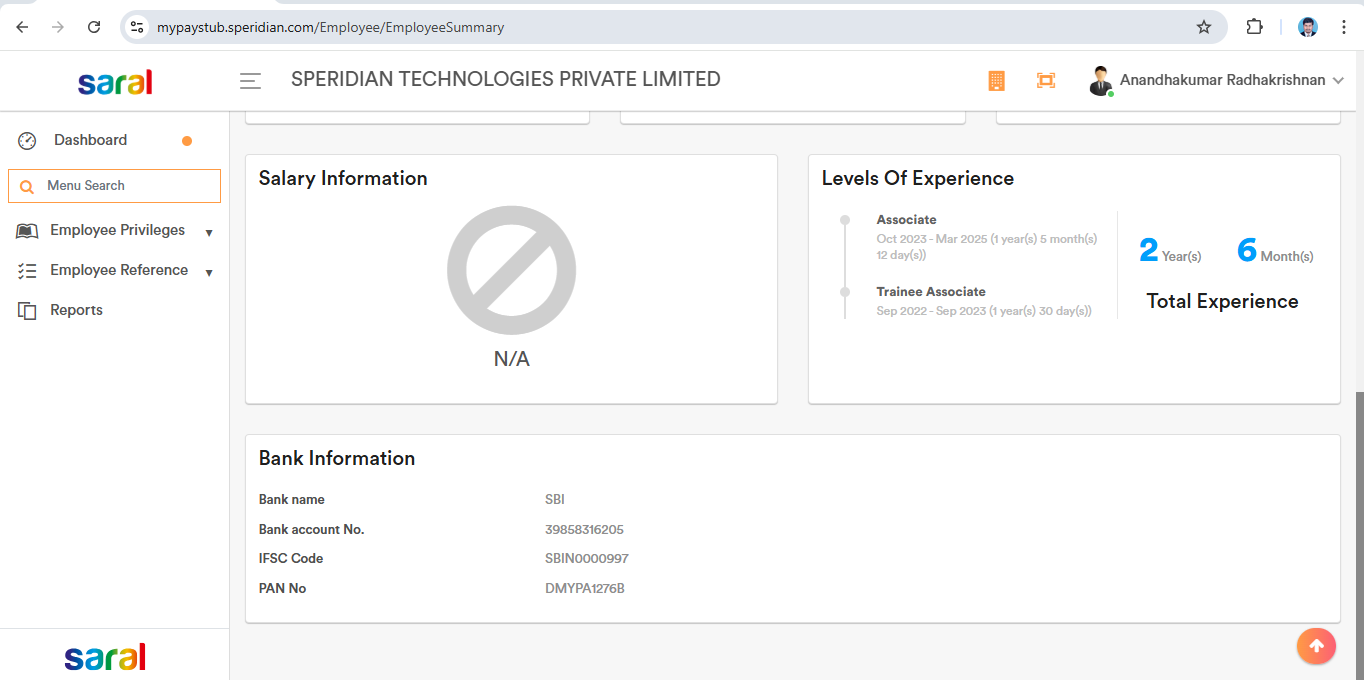 mypaystub.speridian.com/Employee/EmployeeSummary
saral
SPERIDIAN TECHNOLOGIES PRIVATE LIMITED
Anandhakumar Radhakrishnan
Dashboard
Menu Search
Employee Privileges
Employee Reference
Reports
saral
Salary Information
N/A
Levels Of Experience
Associate
Oct 2023 - Mar 2025 (1 year(s) 5 month(s)
12 day(s))
Trainee Associate
Sep 2022 - Sep 2023 (1 year(s) 30 day(s))
2 Year(s) 6 Month(s)
Total Experience
Bank Information
Bank name SBI
Bank account No. 39858316205
IFSC Code SBIN0000997
PAN No DMYPA1276B